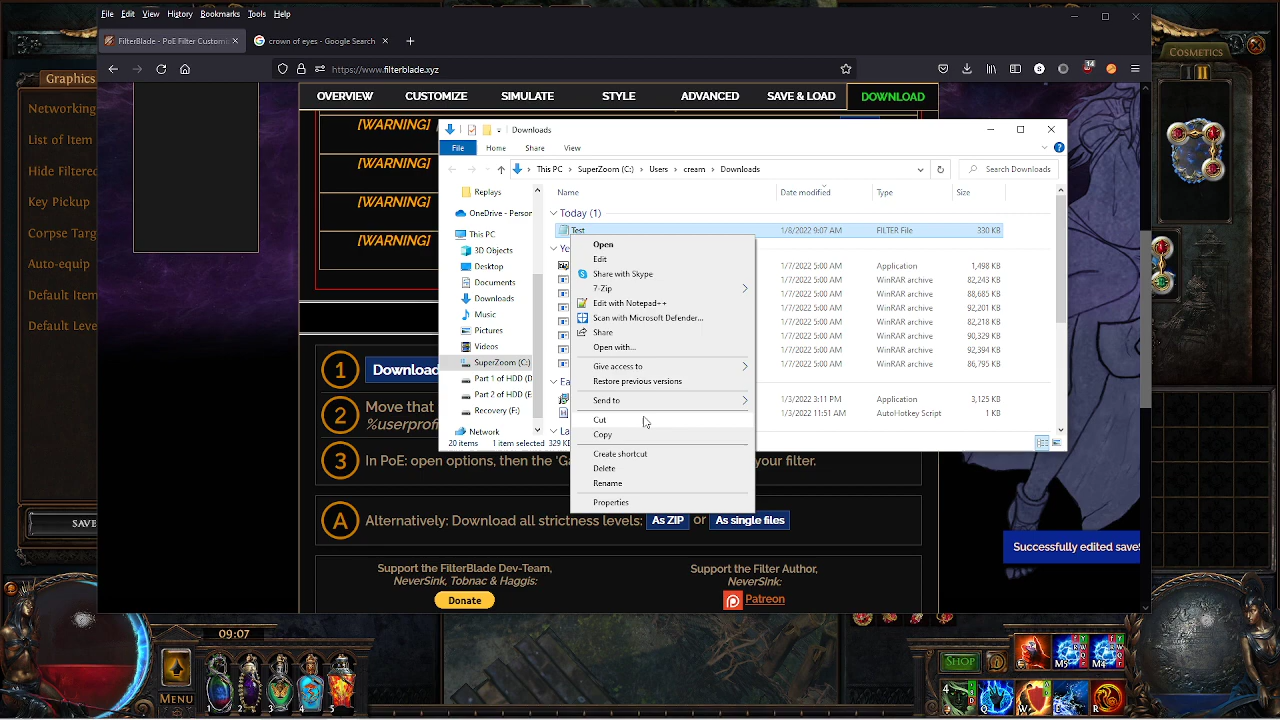 File Edit View History Bookmarks Tools Help
FilterBlade - PoE Filter Custom
crown of eyes - Google Search
https://www.filterblade.xyz
14
COSMETICS
Graphics
Networking
List of Item
Hide Filtered
Key Pickup
Corpse Targ
Auto-equip
Default Item
Default Leve
SAVE
OVERVIEW CUSTOMIZE SIMULATE STYLE ADVANCED SAVE & LOAD DOWNLOAD
[WARNING]
[WARNING]
[WARNING]
[WARNING]
Downloads
File Home Share View
This PC SuperZoom (C:) Users cream Downloads
Search Downloads
Replays
OneDrive - Person
This PC
3D Objects
Desktop
Documents
Downloads
Music
Pictures
Videos
SuperZoom (C:)
Part 1 of HDD (D
Part 2 of HDD (E
Recovery (F:)
Network
Name Date modified Type Size
Today (1)
Test 1/8/2022 9:07 AM FILTER File 330 KB
Ye
1/7/2022 5:00 AM Application 1,498 KB
1/7/2022 5:00 AM WinRAR archive 82,243 KB
1/7/2022 5:00 AM WinRAR archive 88,685 KB
1/7/2022 5:00 AM WinRAR archive 92,201 KB
1/7/2022 5:00 AM WinRAR archive 82,218 KB
1/7/2022 5:00 AM WinRAR archive 90,329 KB
1/7/2022 5:00 AM WinRAR archive 92,394 KB
1/7/2022 5:00 AM WinRAR archive 86,795 KB
Ea
1/3/2022 3:11 PM Application 3,125 KB
1/3/2022 11:51 AM AutoHotkey Script 1 KB
La
20 items 1 item selected 329 K
Open
Edit
Share with Skype
7-Zip
Edit with Notepad++
Scan with Microsoft Defender...
Share
Open with...
Give access to
Restore previous versions
Send to
Cut
Copy
Create shortcut
Delete
Rename
Properties
1 Download
2 Move that
%userprofi
3 In PoE: open options, then the 'Ga
your filter.
A Alternatively: Download all strictness levels: As ZIP or As single files
Successfully edited save
Support the FilterBlade Dev-Team,
NeverSink, Tobnac & Haggis:
Donate
Support the Filter Author,
NeverSink:
Patreon
09:07
MENU
1 2 3 4 5
SHOP
M5 M4
4 Q W R